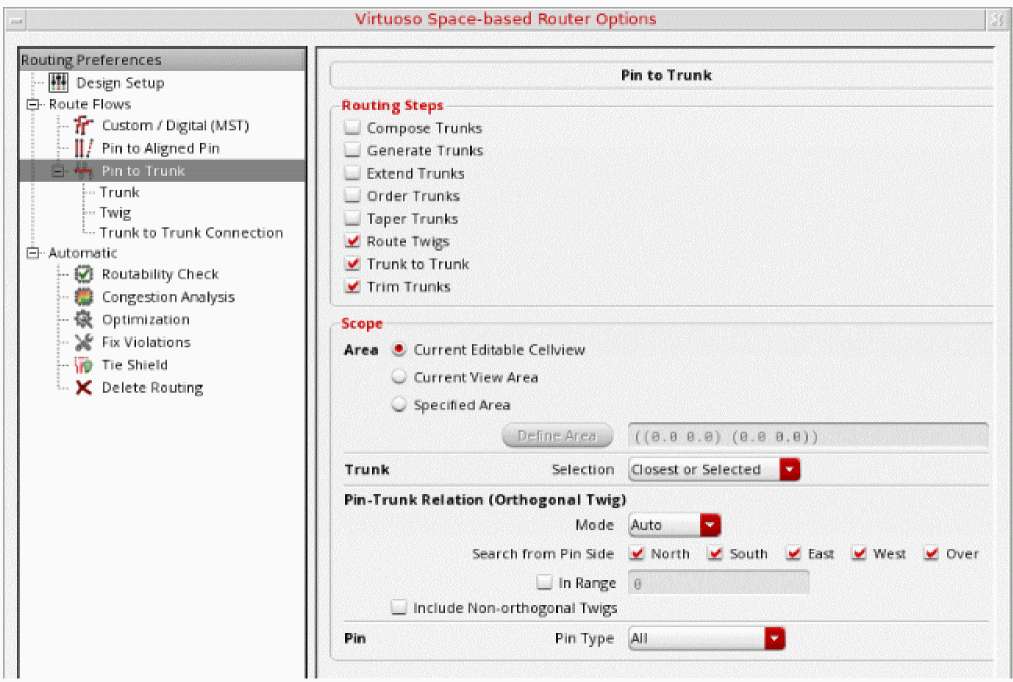 Virtuoso Space-based Router Options
Routing Preferences
Design Setup
Route Flows
Custom / Digital (MST)
Pin to Aligned Pin
Pin to Trunk
Trunk
Twig
Trunk to Trunk Connection
Automatic
Routability Check
Congestion Analysis
Optimization
Fix Violations
Tie Shield
Delete Routing
Pin to Trunk
Routing Steps
Compose Trunks
Generate Trunks
Extend Trunks
Order Trunks
Taper Trunks
Route Twigs
Trunk to Trunk
Trim Trunks
Scope
Area Current Editable Cellview
Current View Area
Specified Area
Define Area ((0.0 0.0) (0.0 0.0))
Trunk Selection Closest or Selected
Pin-Trunk Relation (Orthogonal Twig)
Mode Auto
Search from Pin Side North South East West Over
In Range 0
Include Non-orthogonal Twigs
Pin Pin Type All